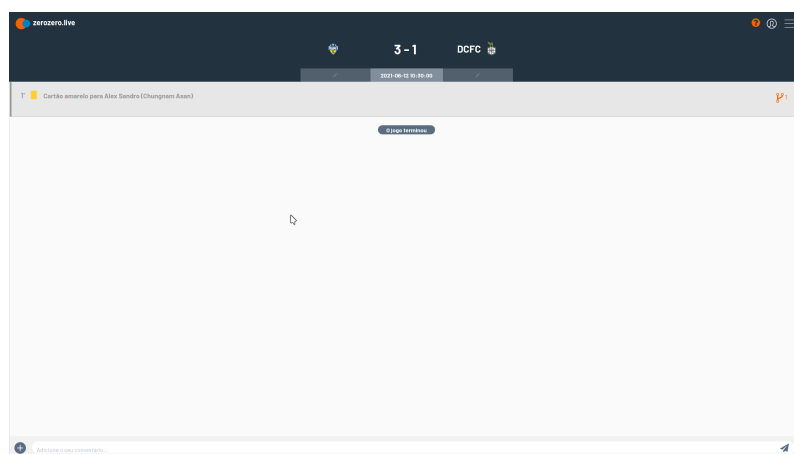 zerozero.live
3 - 1 DCFC
2021-06-12 10:30:00
1' Cartão amarelo para Alex Sandro (Chungnam Asan) 1
O jogo terminou
Adicione o seu comentário...